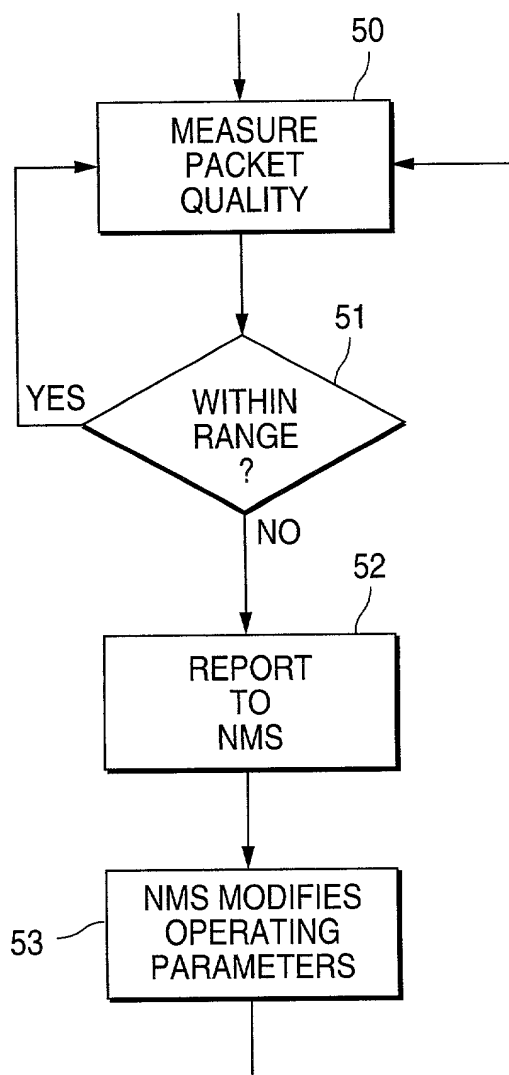 50
MEASURE
PACKET
QUALITY
51
YES
WITHIN
RANGE
?
NO
52
REPORT
TO
NMS
53
NMS MODIFIES
OPERATING
PARAMETERS